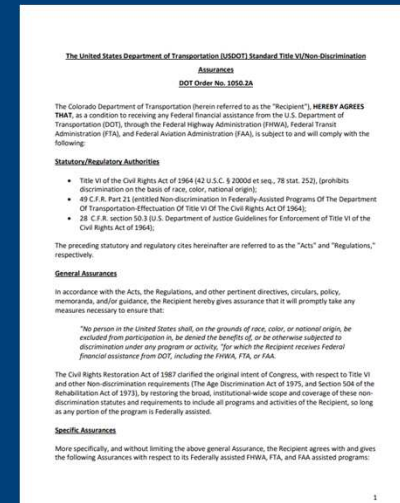 The United States Department of Transportation (USDOT) Standard Title VI/Non-Discrimination
Assurances
DOT Order No. 1050.2A
The Colorado Department of Transportation (herein referred to as the "Recipient"), HEREBY AGREES
THAT, as a condition to receiving any Federal financial assistance from the U.S. Department of
Transportation (DOT), through the Federal Highway Administration (FHWA), Federal Transit
Administration (FTA), and Federal Aviation Administration (FAA), is subject to and will comply with the
following:
Statutory/Regulatory Authorities
• Title VI of the Civil Rights Act of 1964 (42 U.S.C. § 2000d et seq., 78 stat. 252), (prohibits
discrimination on the basis of race, color, national origin);
• 49 C.F.R. Part 21 (entitled Non-discrimination In Federally-Assisted Programs Of The Department
Of Transportation-Effectuation Of Title VI Of The Civil Rights Act Of 1964);
• 28 C.F.R. section 50.3 (U.S. Department of Justice Guidelines for Enforcement of Title VI of the
Civil Rights Act of 1964);
The preceding statutory and regulatory cites hereinafter are referred to as the "Acts" and "Regulations,"
respectively.
General Assurances
In accordance with the Acts, the Regulations, and other pertinent directives, circulars, policy,
memoranda, and/or guidance, the Recipient hereby gives assurance that it will promptly take any
measures necessary to ensure that:
"No person in the United States shall, on the grounds of race, color, or national origin, be
excluded from participation in, be denied the benefits of, or be otherwise subjected to
discrimination under any program or activity, "for which the Recipient receives Federal
financial assistance from DOT, including the FHWA, FTA, or FAA.
The Civil Rights Restoration Act of 1987 clarified the original intent of Congress, with respect to Title VI
and other Non-discrimination requirements (The Age Discrimination Act of 1975, and Section 504 of the
Rehabilitation Act of 1973), by restoring the broad, institutional-wide scope and coverage of these non-
discrimination statutes and requirements to include all programs and activities of the Recipient, so long
as any portion of the program is Federally assisted.
Specific Assurances
More specifically, and without limiting the above general Assurance, the Recipient agrees with and gives
the following Assurances with respect to its Federally assisted FHWA, FTA, and FAA assisted programs:
1